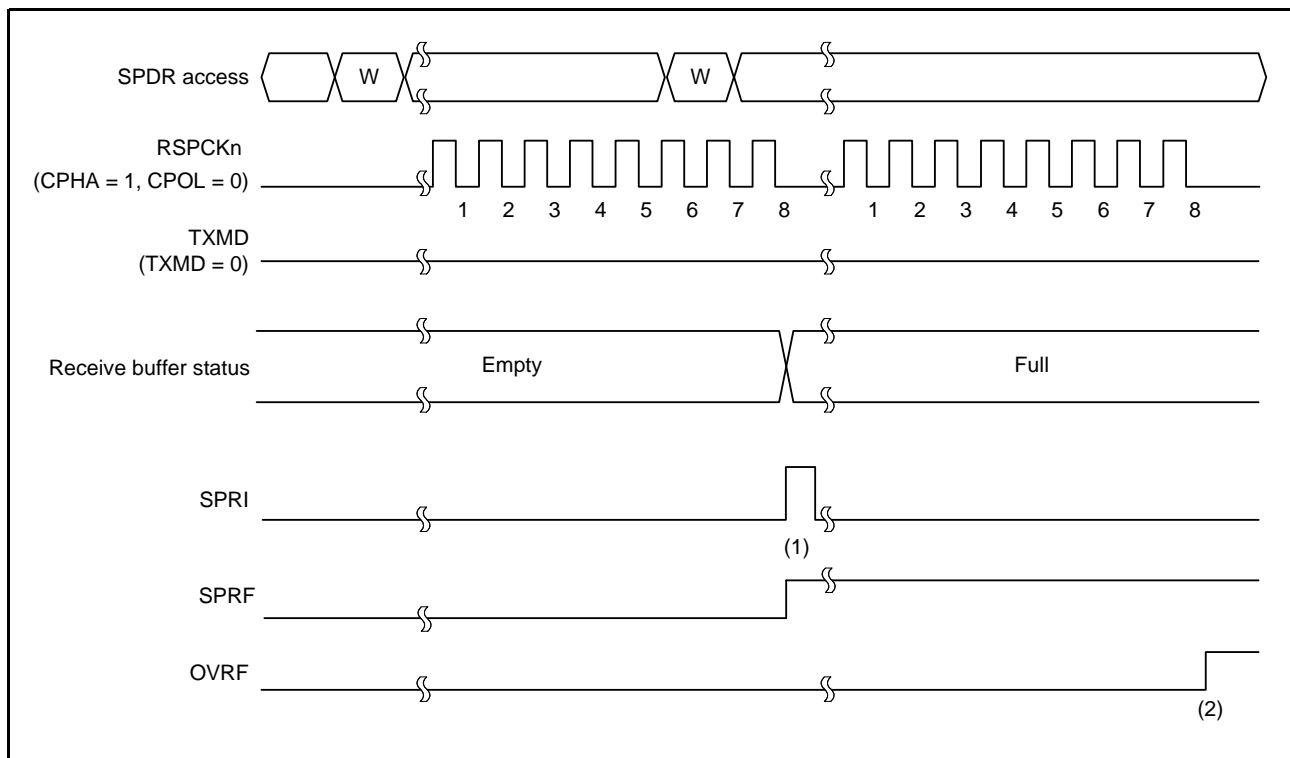 SPDR access
W
W
RSPCKn
(CPHA = 1, CPOL = 0)
1 2 3 4 5 6 7 8
1 2 3 4 5 6 7 8
TXMD
(TXMD = 0)
Receive buffer status
Empty
Full
SPRI
(1)
SPRF
OVRF
(2)